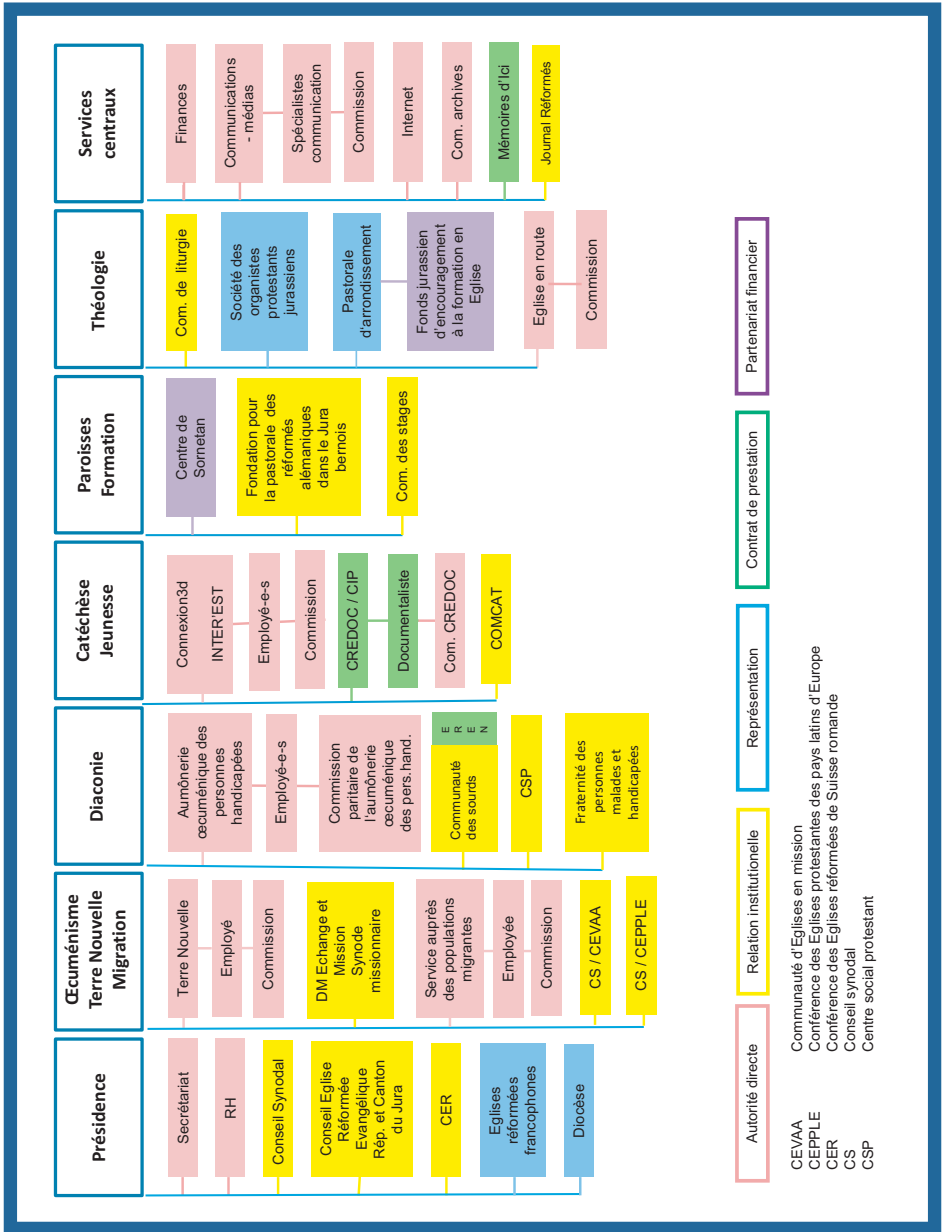 Présidence
Secrétariat
RH
Conseil Synodal
Conseil Eglise
Réformée
Evangélique
Rép. et Canton
du Jura
CER
Eglises
réformées
francophones
Diocèse
Œcuménisme
Terre Nouvelle
Migration
Terre Nouvelle
Employé
Commission
DM Echange et
Mission
Synode
missionnaire
Service auprès
des populations
migrantes
Employée
Commission
CS / CEVAA
CS / CEPPLE
Diaconie
Aumônerie
œcuménique des
personnes
handicapées
Employé-e-s
Commission
paritaire de
l'aumônerie
œcuménique
des pers.hand.
Communauté
des sourds
E
R
E
N
CSP
Fraternité des
personnes
malades et
handicapées
Catéchèse
Jeunesse
Connexion3d
INTER'EST
Employé-e-s
Commission
CREDOC / CIP
Documentaliste
Com. CREDOC
COMCAT
Paroisses
Formation
Centre de
Sornetan
Fondation pour
la pastorale des
réformés
alémaniques
dans le Jura
bernois
Com. des stages
Théologie
Com. de liturgie
Société des
organistes
protestants
jurassiens
Pastorale
d'arrondissement
Fonds jurassien
d'encouragement
à la formation en
Eglise
Eglise en route
Commission
Services
centraux
Finances
Communications
- médias
Spécialistes
communication
Commission
Internet
Com. archives
Mémoires d'Ici
Journal Réformés
Autorité directe
Relation institutionelle
Représentation
Contrat de prestation
Partenariat financier
CEVAA Communauté d'Eglises en mission
CEPPLE Conférence des Eglises protestantes des pays latins d'Europe
CER Conférence des Eglises réformées de Suisse romande
CS Conseil synodal
CSP Centre social protestant